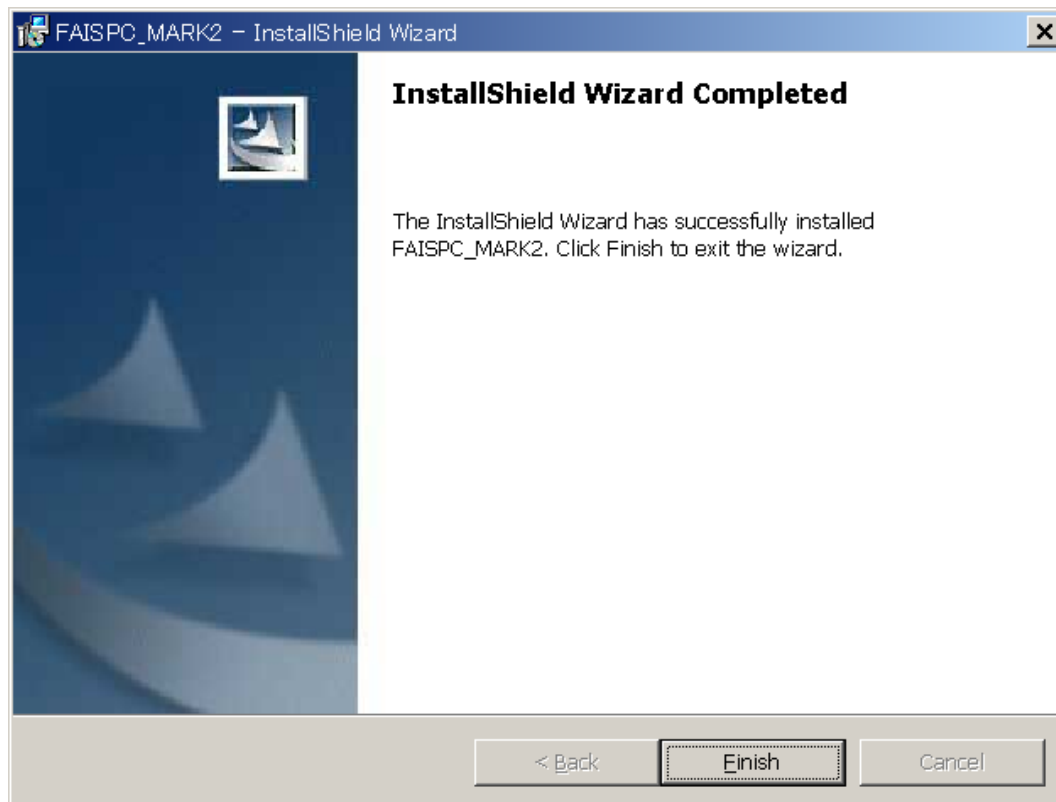 FAISPC_MARK2 - InstallShield Wizard
InstallShield Wizard Completed
The InstallShield Wizard has successfully installed
FAISPC_MARK2. Click Finish to exit the wizard.
< Back
Finish
Cancel